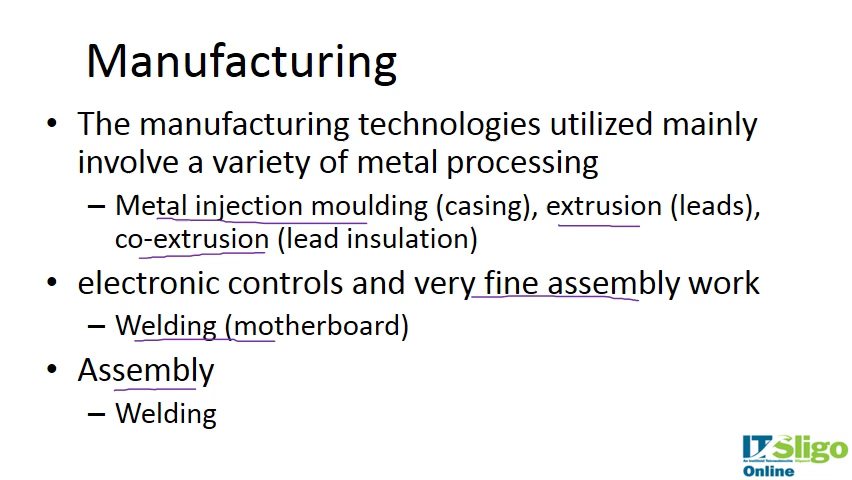 Manufacturing
• The manufacturing technologies utilized mainly
involve a variety of metal processing
– Metal injection moulding (casing), extrusion (leads),
co-extrusion (lead insulation)
• electronic controls and very fine assembly work
– Welding (motherboard)
• Assembly
– Welding
IT Sligo
Online